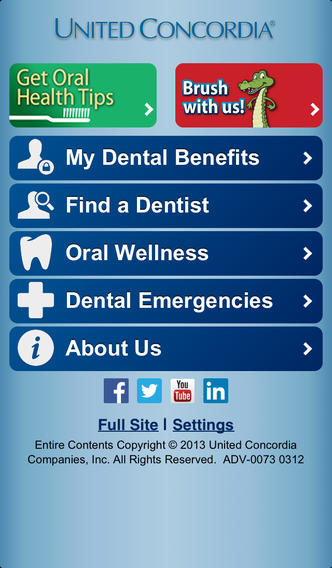 UNITED CONCORDIA®
Get Oral
Health Tips
Brush
with us!
My Dental Benefits
Find a Dentist
Oral Wellness
Dental Emergencies
About Us
You
Tube
Full Site | Settings
Entire Contents Copyright © 2013 United Concordia
Companies, Inc. All Rights Reserved. ADV-0073 0312